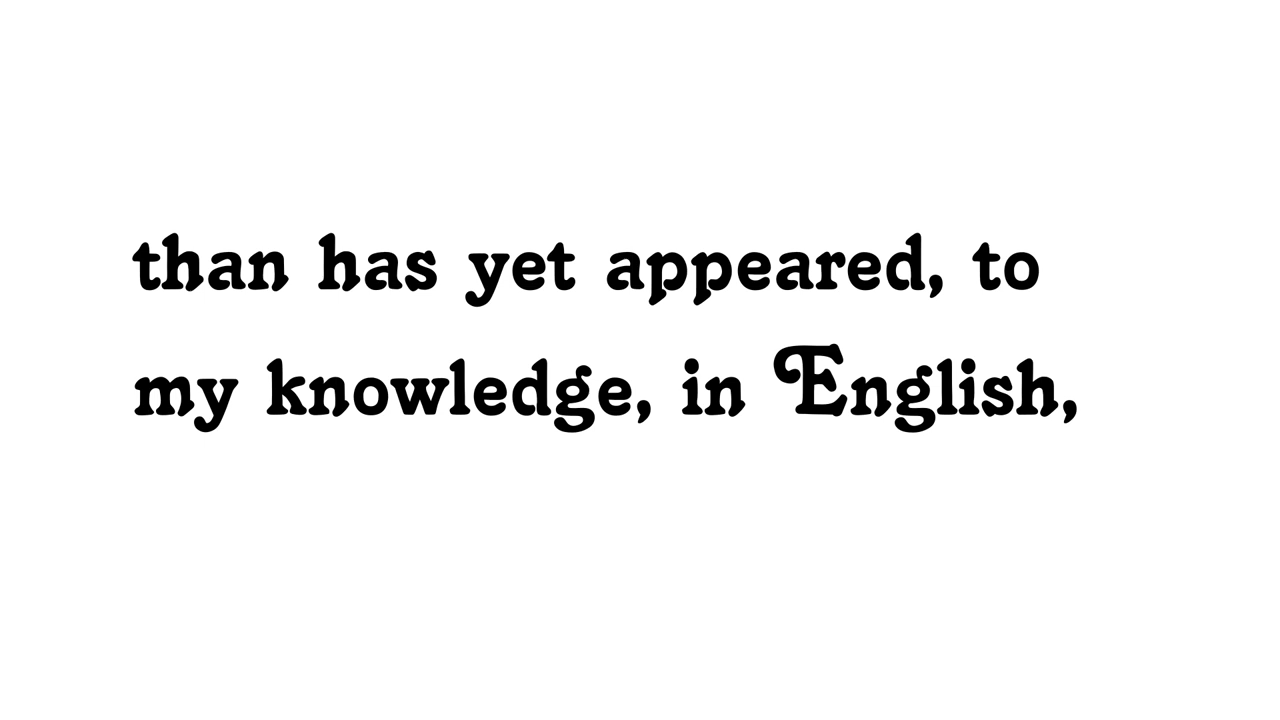 than has yet appeared, to
my knowledge, in English,